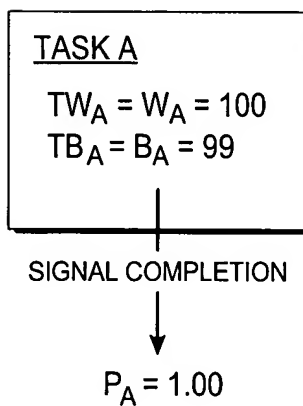 TASK A
TW_A = W_A = 100
TB_A = B_A = 99
SIGNAL COMPLETION
P_A = 1.00